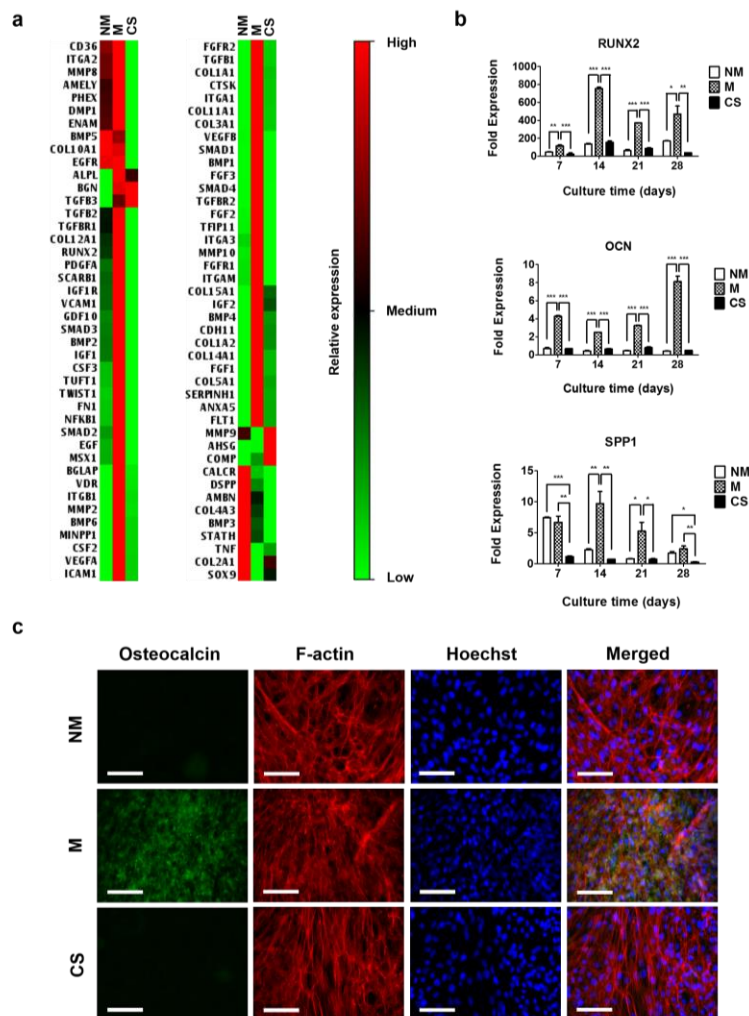 a
NM M CS
CD36
ITGA2
MMP8
AMELY
PHEX
DMP1
ENAM
BMP5
COL10A1
EGFR
ALPL
BGN
TGFB3
TGFB2
TGFBR1
COL12A1
RUNX2
PDGFA
SCARB1
IGF1R
VCAM1
GDF10
SMAD3
BMP2
IGF1
CSF3
TUFT1
TWIST1
FN1
NFKB1
SMAD2
EGF
MSX1
BGLAP
VDR
ITGB1
MMP2
BMP6
MINPP1
CSF2
VEGFA
ICAM1
NM M CS
FGFR2
TGFB1
COL1A1
CTSK
ITGA1
COL11A1
COL3A1
VEGFB
SMAD1
BMP1
FGF3
SMAD4
TGFBR2
FGF2
TFIP11
ITGA3
MMP10
FGFR1
ITGAM
COL15A1
IGF2
BMP4
CDH11
COL1A2
COL14A1
FGF1
COL5A1
SERPINH1
ANXA5
FLT1
MMP9
AHSG
COMP
CALCR
DSPP
AMBN
COL4A3
BMP3
STATH
TNF
COL2A1
SOX9
Relative expression
High
Medium
Low
b
RUNX2
Fold Expression
1000
800
600
400
200
0
** *** *** *** *** *** * **
7 14 21 28
Culture time (days)
NM
M
CS
OCN
Fold Expression
10
8
6
4
2
0
*** *** *** *** *** *** *** ***
7 14 21 28
Culture time (days)
NM
M
CS
SPP1
Fold Expression
15
10
5
0
*** ** ** ** * * * **
7 14 21 28
Culture time (days)
NM
M
CS
c
Osteocalcin F-actin Hoechst Merged
NM
M
CS